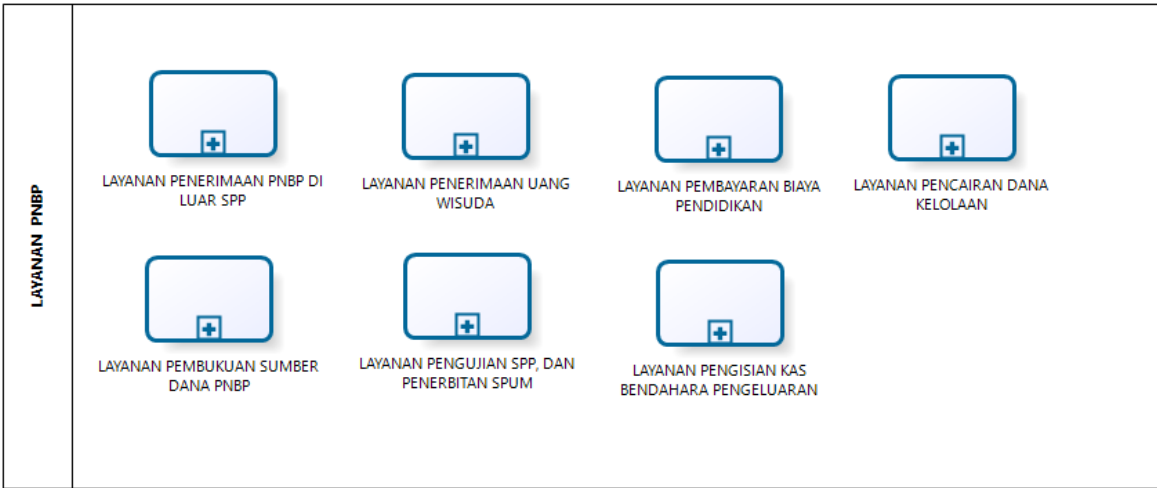 LAYANAN PNBP
LAYANAN PENERIMAAN PNBP DI
LUAR SPP
LAYANAN PENERIMAAN UANG
WISUDA
LAYANAN PEMBAYARAN BIAYA
PENDIDIKAN
LAYANAN PENCAIRAN DANA
KELOLAAN
LAYANAN PEMBUKUAN SUMBER
DANA PNBP
LAYANAN PENGUJIAN SPP, DAN
PENERBITAN SPUM
LAYANAN PENGISIAN KAS
BENDAHARA PENGELUARAN